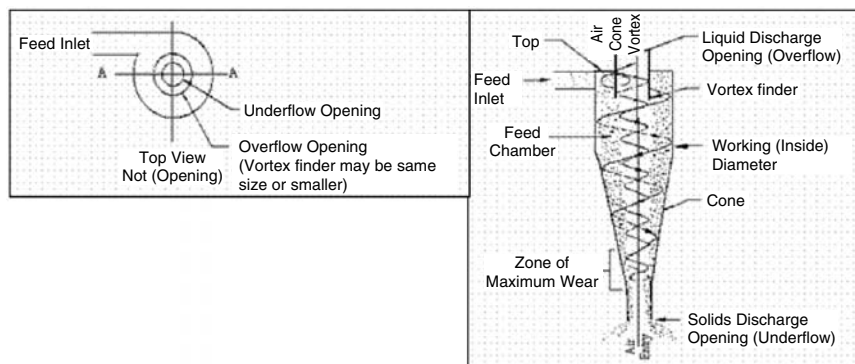 Feed Inlet
A
A
Underflow Opening
Overflow Opening
(Vortex finder may be same
size or smaller)
Top View
Not (Opening)
Air
Cone
Vortex
Top
Liquid Discharge
Opening (Overflow)
Feed
Inlet
Vortex finder
Feed
Chamber
Working (Inside)
Diameter
Cone
Zone of
Maximum Wear
Solids Discharge
Opening (Underflow)
Air
Entry